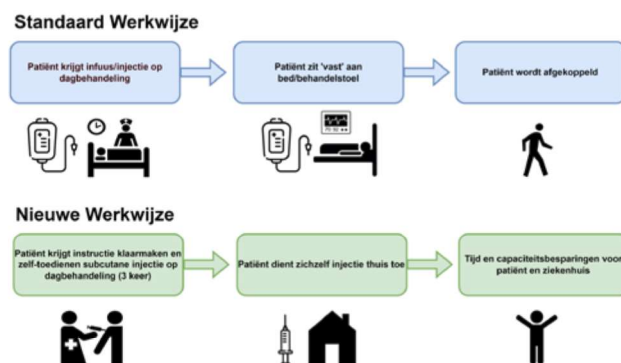 Standaard Werkwijze
Patiënt krijgt infuus/injectie op
dagbehandeling
Patiënt zit 'vast' aan
bed/behandelstoel
Patiënt wordt afgekoppeld
Nieuwe Werkwijze
Patiënt krijgt instructie klaarmaken en
zelf-toedienen subcutane injectie op
dagbehandeling (3 keer)
Patiënt dient zichzelf injectie thuis toe
Tijd en capaciteitsbesparingen voor
patiënt en ziekenhuis